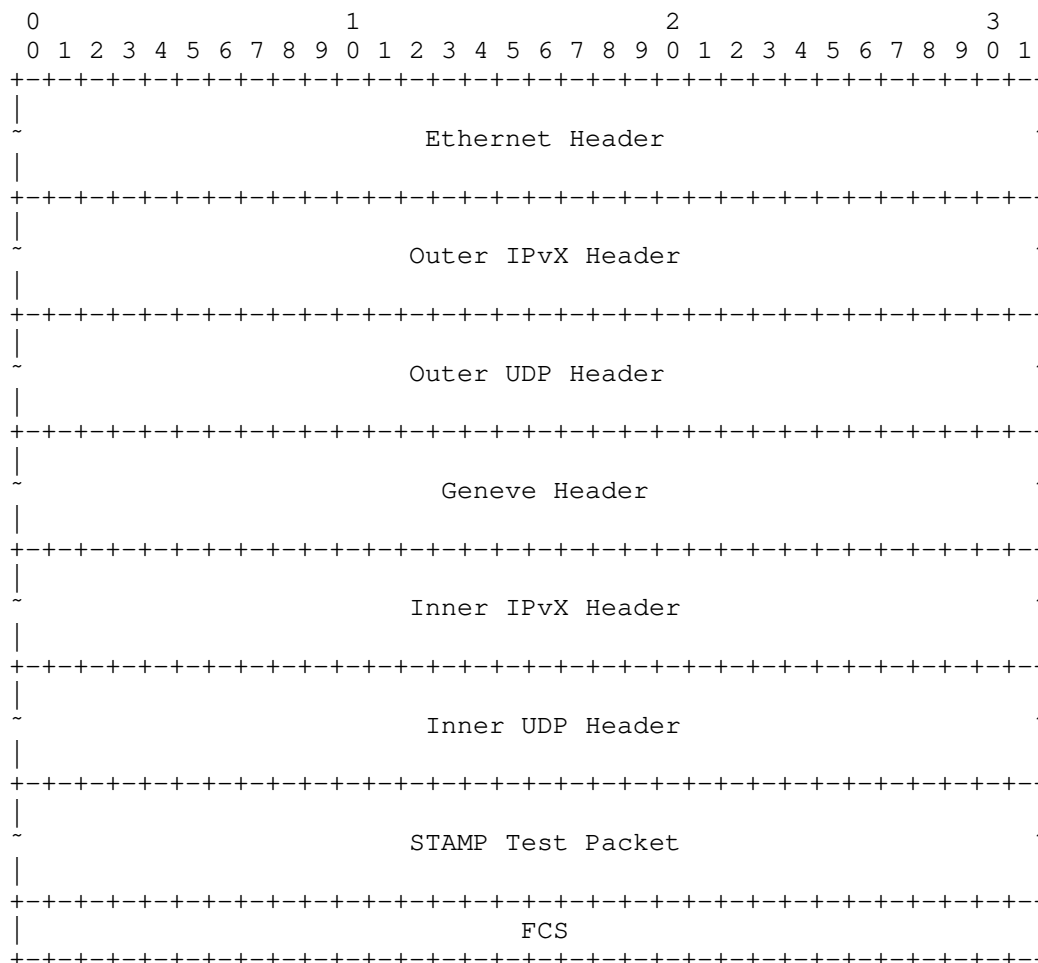 0                   1                   2                   3
 0 1 2 3 4 5 6 7 8 9 0 1 2 3 4 5 6 7 8 9 0 1 2 3 4 5 6 7 8 9 0 1
+-+-+-+-+-+-+-+-+-+-+-+-+-+-+-+-+-+-+-+-+-+-+-+-+-+-+-+-+-+-+-+-+-
|
~                         Ethernet Header                       ~
|
+-+-+-+-+-+-+-+-+-+-+-+-+-+-+-+-+-+-+-+-+-+-+-+-+-+-+-+-+-+-+-+-+-
|
~                        Outer IPvX Header                      ~
|
+-+-+-+-+-+-+-+-+-+-+-+-+-+-+-+-+-+-+-+-+-+-+-+-+-+-+-+-+-+-+-+-+-
|
~                        Outer UDP Header                       ~
|
+-+-+-+-+-+-+-+-+-+-+-+-+-+-+-+-+-+-+-+-+-+-+-+-+-+-+-+-+-+-+-+-+-
|
~                          Geneve Header                        ~
|
+-+-+-+-+-+-+-+-+-+-+-+-+-+-+-+-+-+-+-+-+-+-+-+-+-+-+-+-+-+-+-+-+-
|
~                        Inner IPvX Header                      ~
|
+-+-+-+-+-+-+-+-+-+-+-+-+-+-+-+-+-+-+-+-+-+-+-+-+-+-+-+-+-+-+-+-+-
|
~                         Inner UDP Header                      ~
|
+-+-+-+-+-+-+-+-+-+-+-+-+-+-+-+-+-+-+-+-+-+-+-+-+-+-+-+-+-+-+-+-+-
|
~                        STAMP Test Packet                      ~
|
+-+-+-+-+-+-+-+-+-+-+-+-+-+-+-+-+-+-+-+-+-+-+-+-+-+-+-+-+-+-+-+-+-
|                               FCS
+-+-+-+-+-+-+-+-+-+-+-+-+-+-+-+-+-+-+-+-+-+-+-+-+-+-+-+-+-+-+-+-+-